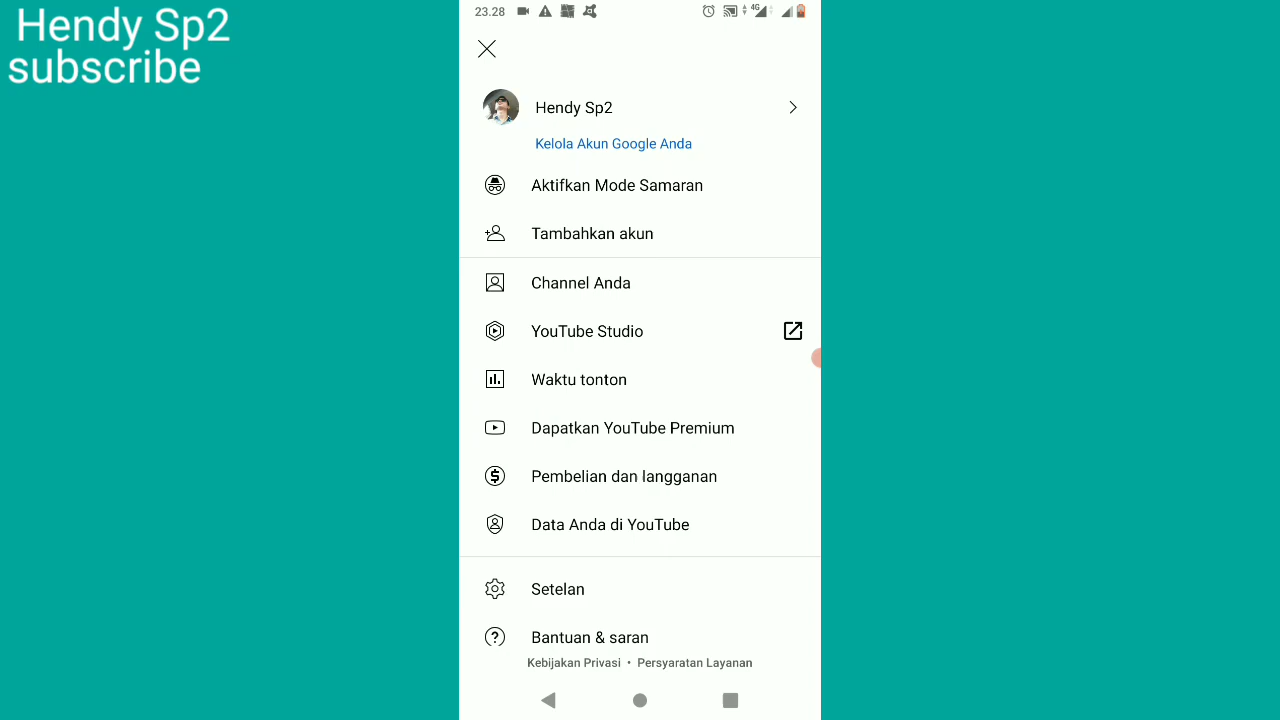 Hendy Sp2
subscribe
23.28
4G
Hendy Sp2
Kelola Akun Google Anda
Aktifkan Mode Samaran
Tambahkan akun
Channel Anda
YouTube Studio
Waktu tonton
Dapatkan YouTube Premium
Pembelian dan langganan
Data Anda di YouTube
Setelan
Bantuan & saran
Kebijakan Privasi • Persyaratan Layanan